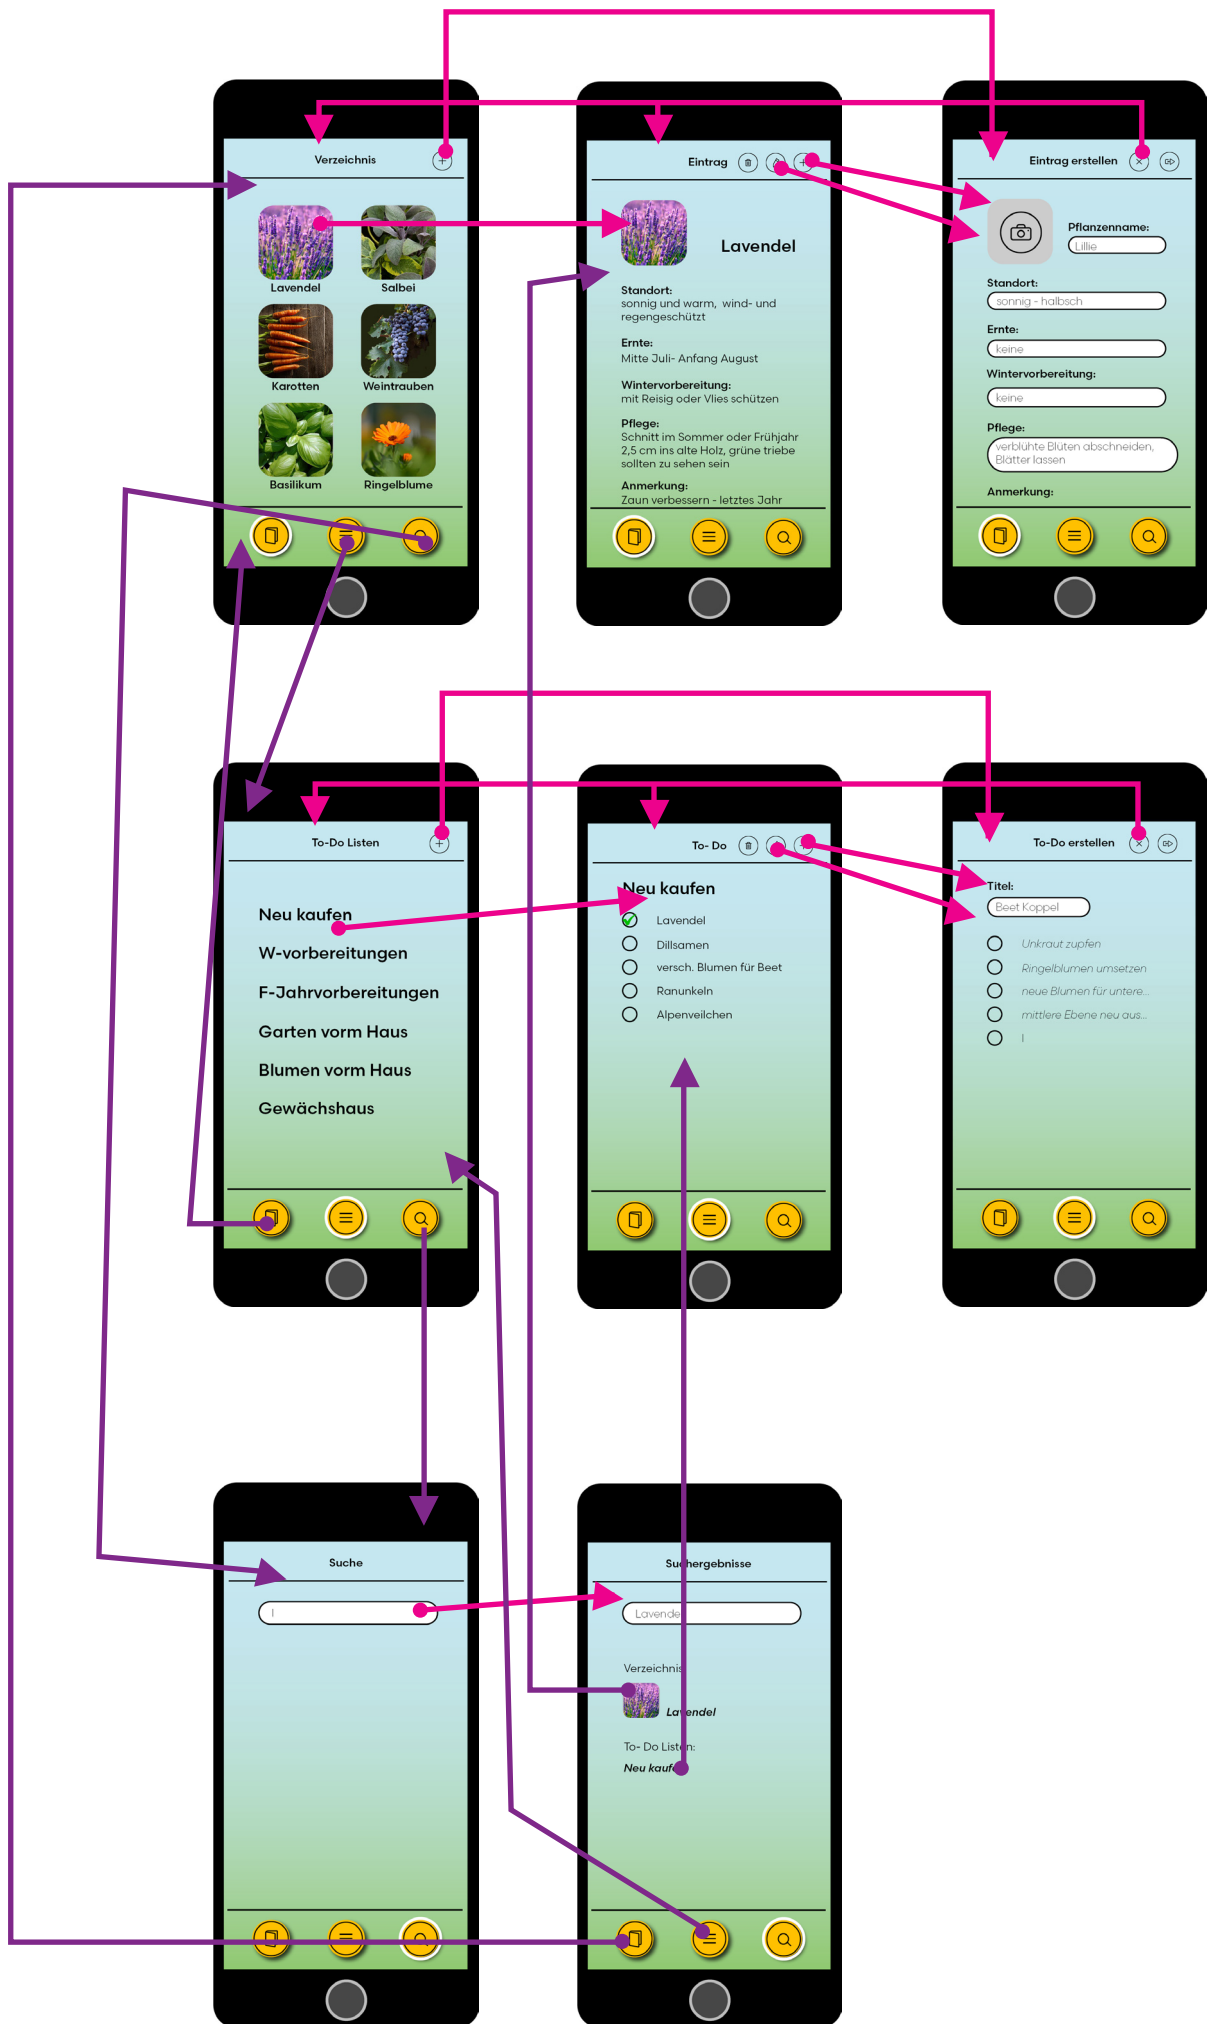 Verzeichnis
Lavendel
Salbei
Karotten
Weintrauben
Basilikum
Ringelblume
Eintrag
Lavendel
Standort:
sonnig und warm, wind- und
regengeschützt
Ernte:
Mitte Juli- Anfang August
Wintervorbereitung:
mit Reisig oder Vlies schützen
Pflege:
Schnitt im Sommer oder Frühjahr
2,5 cm ins alte Holz, grüne triebe
sollten zu sehen sein
Anmerkung:
Zaun verbessern - letztes Jahr
Eintrag erstellen
Pflanzenname:
Lillie
Standort:
sonnig - halbsch
Ernte:
keine
Wintervorbereitung:
keine
Pflege:
verblühte Blüten abschneiden,
Blätter lassen
Anmerkung:
To-Do Listen
Neu kaufen
W-vorbereitungen
F-Jahrvorbereitungen
Garten vorm Haus
Blumen vorm Haus
Gewächshaus
To- Do
Neu kaufen
Lavendel
Dillsamen
versch. Blumen für Beet
Ranunkeln
Alpenveilchen
To-Do erstellen
Titel:
Beet Koppel
Unkraut zupfen
Ringelblumen umsetzen
neue Blumen für untere...
mittlere Ebene neu aus...
Suche
Suchergebnisse
Lavendel
Verzeichnis
Lavendel
To- Do Listen:
Neu kaufen